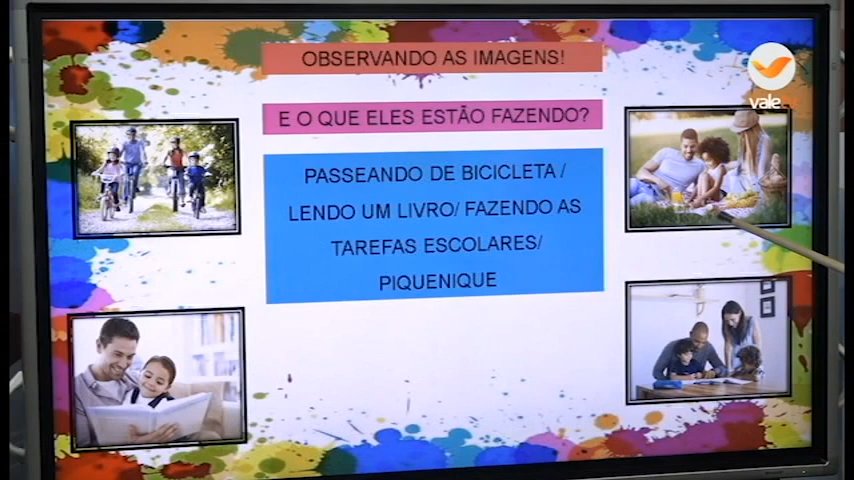 OBSERVANDO AS IMAGENS!
vale
E O QUE ELES ESTÃO FAZENDO?
PASSEANDO DE BICICLETA /
LENDO UM LIVRO/ FAZENDO AS
TAREFAS ESCOLARES/
PIQUENIQUE